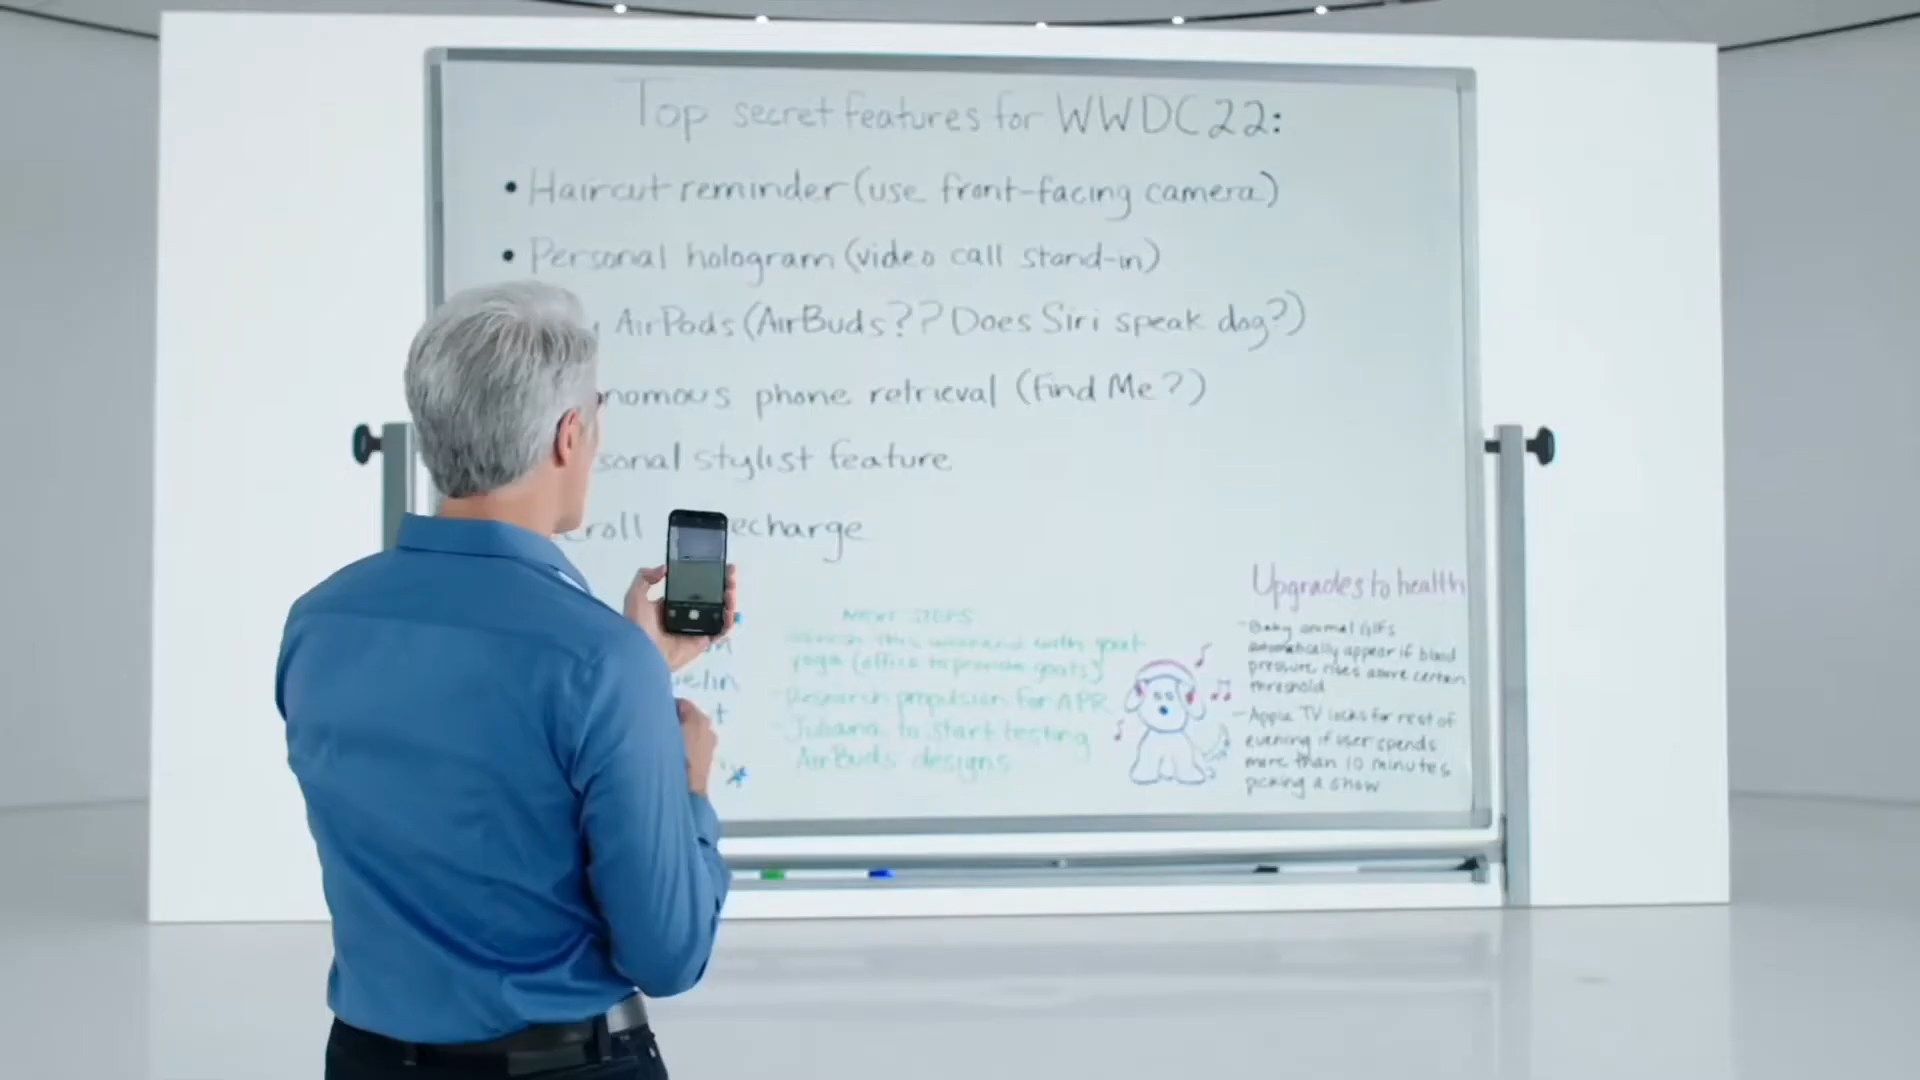 Top secret features for WWDC22:
• Haircut reminder (use front-facing camera)
• Personal hologram (video call stand-in)
AirPods (AirBuds?? Does Siri speak dog?)
nomous phone retrieval (Find Me?)
sonal stylist feature
roll echarge
NEXT STEPS
this weekend with goat
yoga (office to provide goats)
- Research propulsion for APR
- Juliana to start testing
AirBuds designs
Upgrades to health
- Baby animal GIFs
automatically appear if blood
pressure rises above certain
threshold
- Apple TV locks for rest of
evening if user spends
more than 10 minutes
picking a show